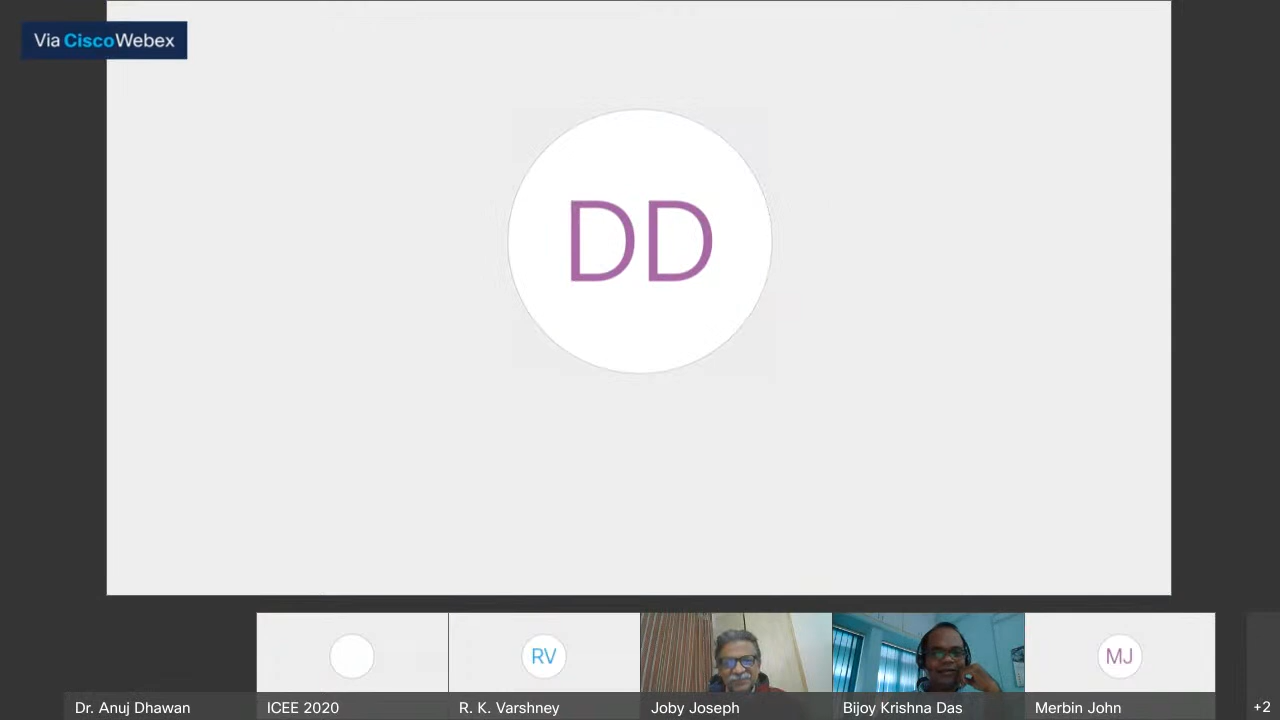 Via CiscoWebex
DD
RV
MJ
Dr. Anuj Dhawan
ICEE 2020
R. K. Varshney
Joby Joseph
Bijoy Krishna Das
Merbin John
+2